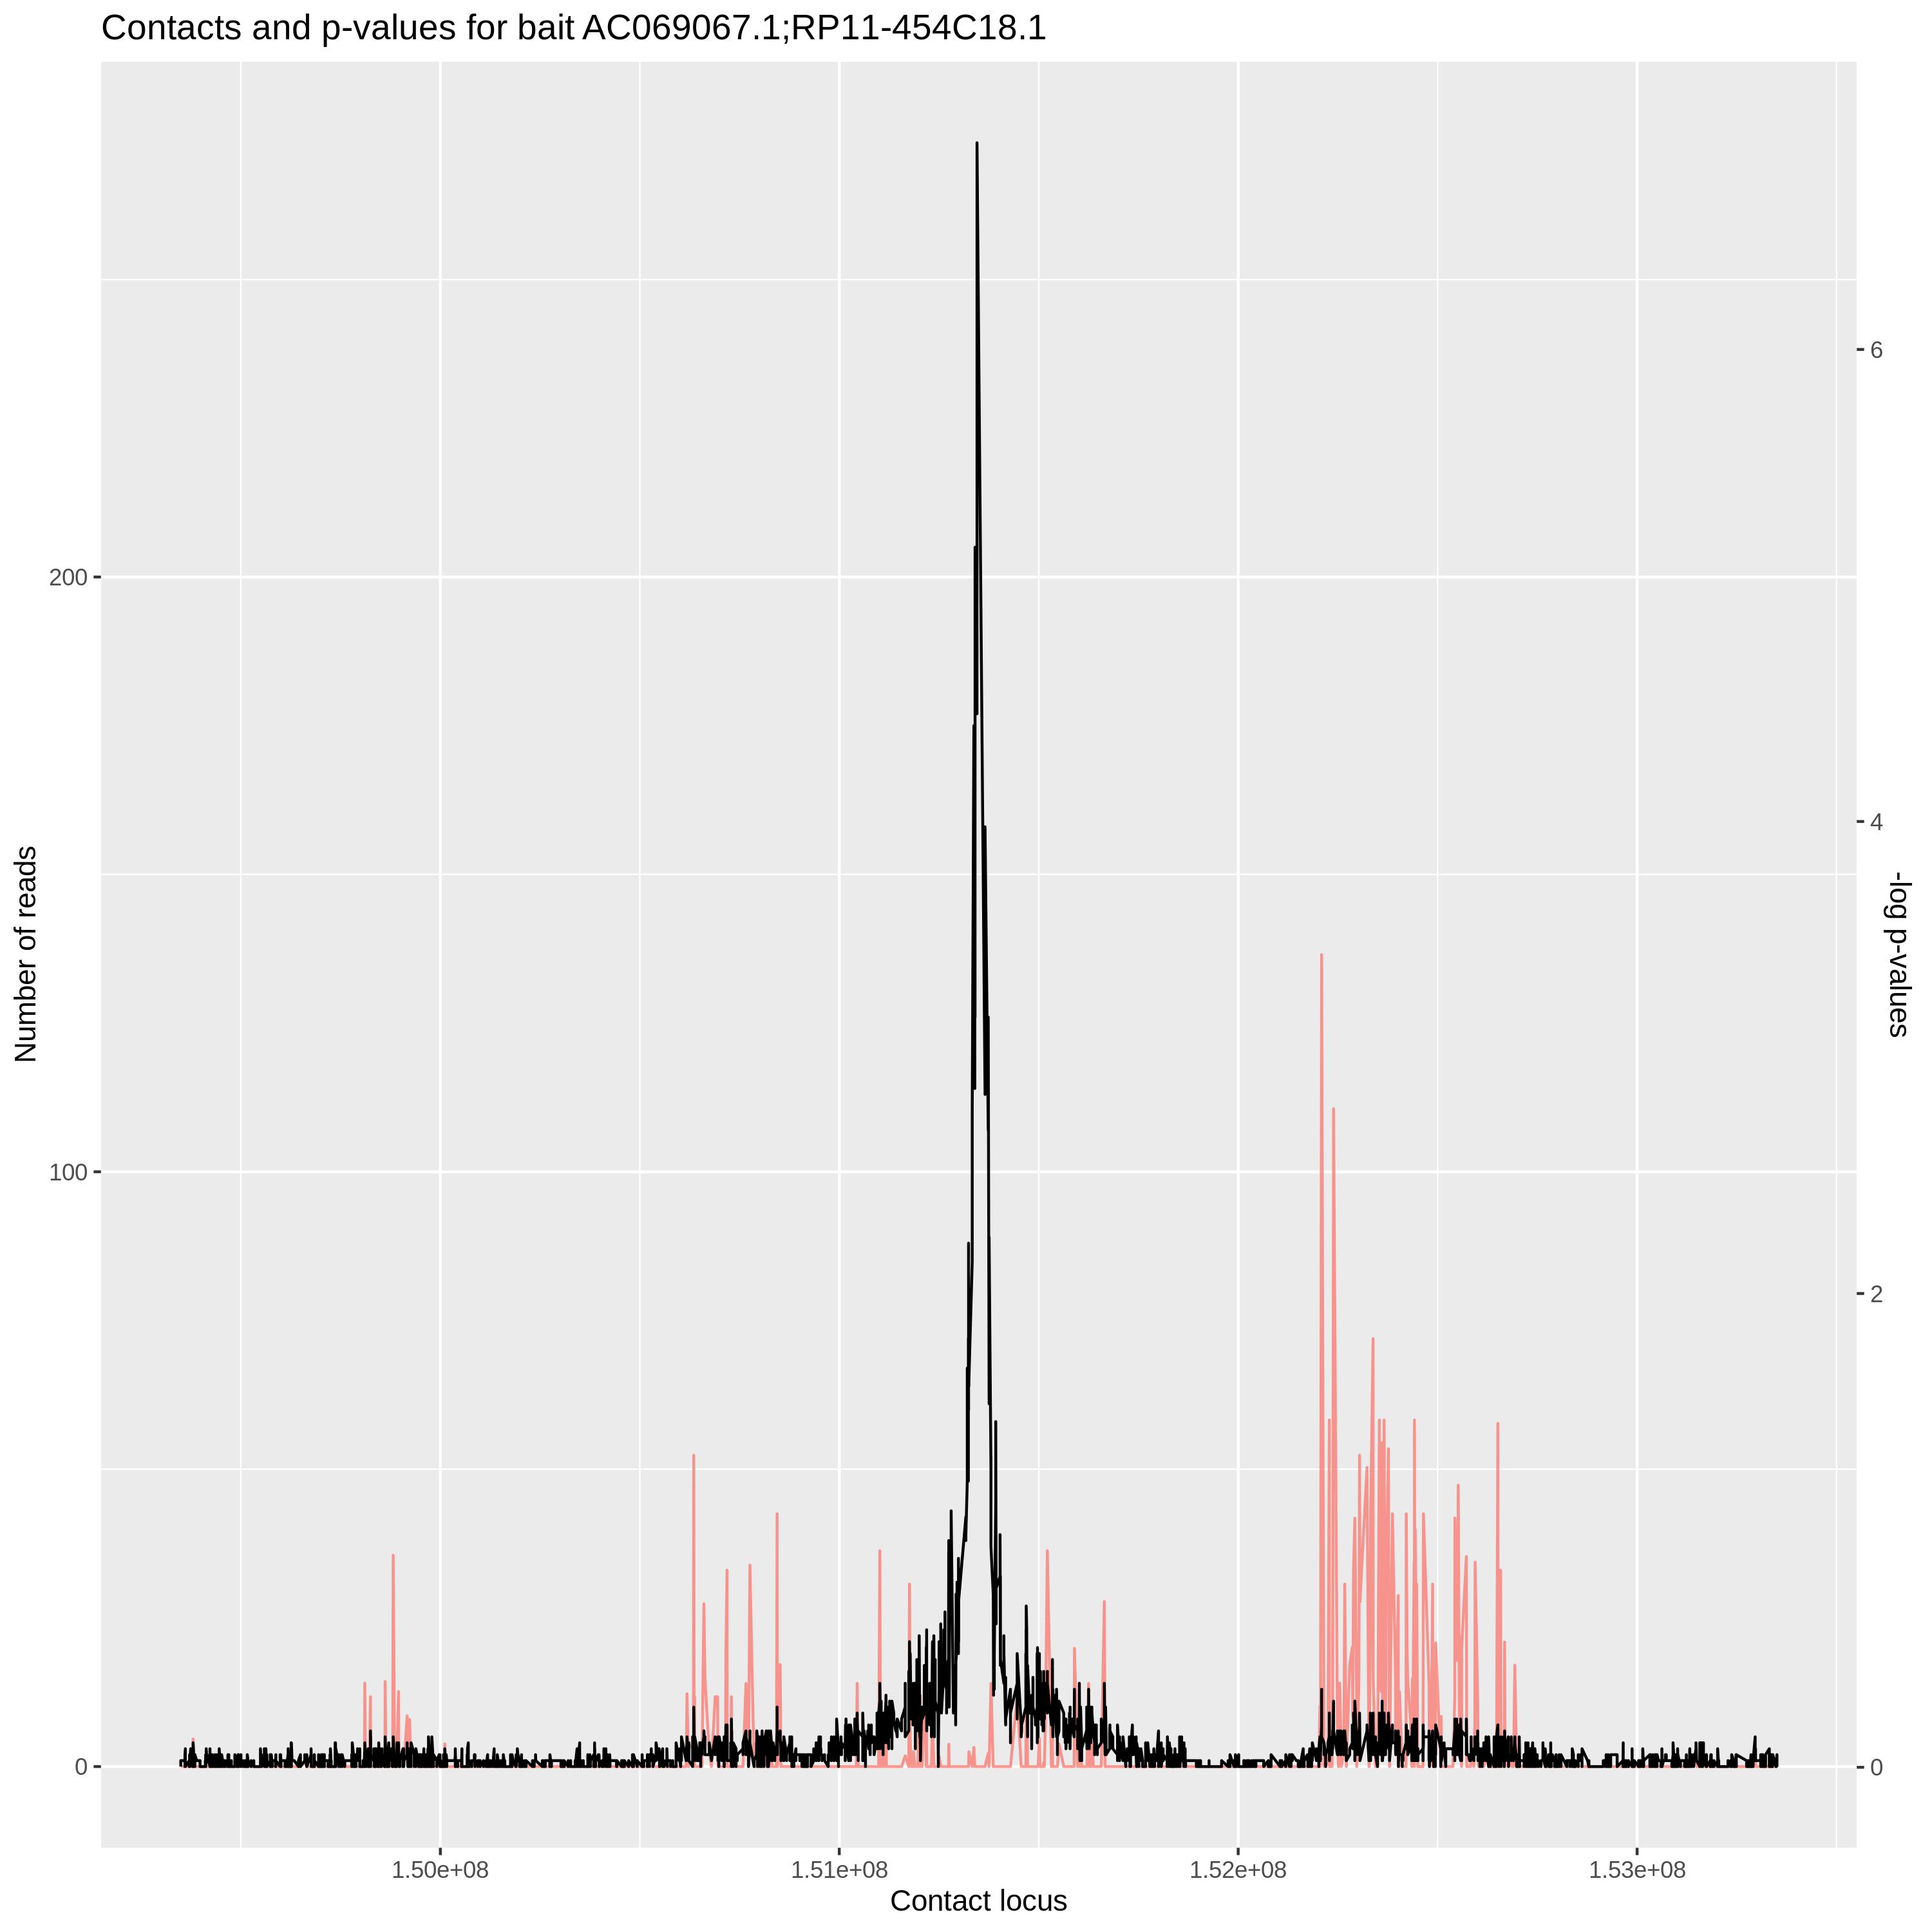 Contacts and p-values for bait AC069067.1;RP11-454C18.1
Number of reads
200
100
0
6
4
2
0
-log p-values
1.50e+08
1.51e+08
1.52e+08
1.53e+08
Contact locus